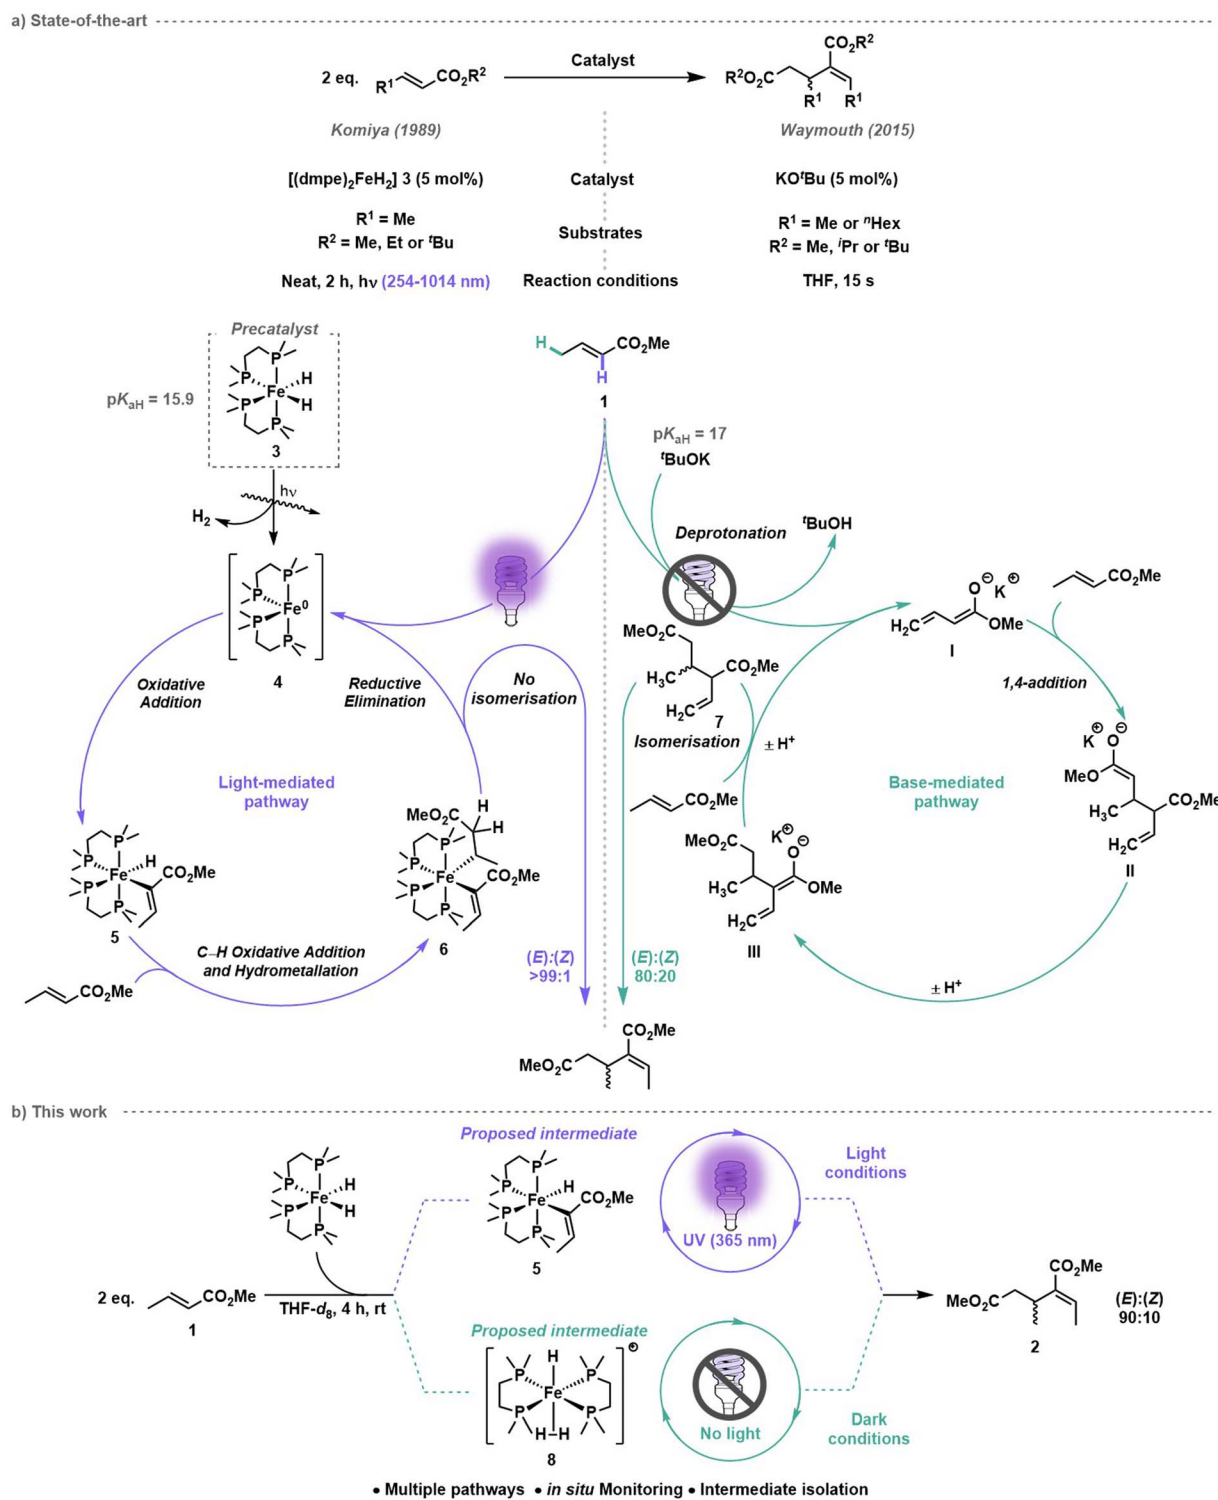 a) State-of-the-art
2 eq.
R¹
CO₂R²
Catalyst
CO₂R²
R²O₂C
R¹
R¹
Komiya (1989)
Waymouth (2015)
[(dmpe)₂FeH₂] 3 (5 mol%)
Catalyst
KOᵗBu (5 mol%)
R¹ = Me
R² = Me, Et or ᵗBu
Substrates
R¹ = Me or ⁿHex
R² = Me, ⁱPr or ᵗBu
Neat, 2 h, hν (254-1014 nm)
Reaction conditions
THF, 15 s
Precatalyst
pKaH = 15.9
P
P
Fe
H
H
P
P
3
H
CO₂Me
H
1
pKaH = 17
ᵗBuOK
hν
H₂
Deprotonation
ᵗBuOH
P
P
Fe⁰
P
P
4
O⊖ K⊕
H₂C
OMe
I
CO₂Me
Oxidative
Addition
Reductive
Elimination
No
isomerisation
MeO₂C
CO₂Me
H₃C
H₂C
7
Isomerisation
± H⁺
1,4-addition
Light-mediated
pathway
Base-mediated
pathway
K⊕ O⊖
MeO
H₃C
CO₂Me
H₂C
II
P
P
Fe
H
CO₂Me
P
P
5
MeO₂C
H
H
P
P
Fe
CO₂Me
P
P
6
CO₂Me
MeO₂C
K⊕
O⊖
H₃C
OMe
H₂C
III
C–H Oxidative Addition
and Hydrometallation
CO₂Me
(E):(Z)
>99:1
(E):(Z)
80:20
± H⁺
CO₂Me
MeO₂C
b) This work
Proposed intermediate
P
P
Fe
H
H
P
P
P
P
Fe
H
CO₂Me
P
P
5
UV (365 nm)
Light
conditions
2 eq.
CO₂Me
1
THF-d₈, 4 h, rt
CO₂Me
MeO₂C
2
(E):(Z)
90:10
Proposed intermediate
H
⊕
P
P
Fe
P
P
H–H
8
No light
Dark
conditions
● Multiple pathways ● in situ Monitoring ● Intermediate isolation